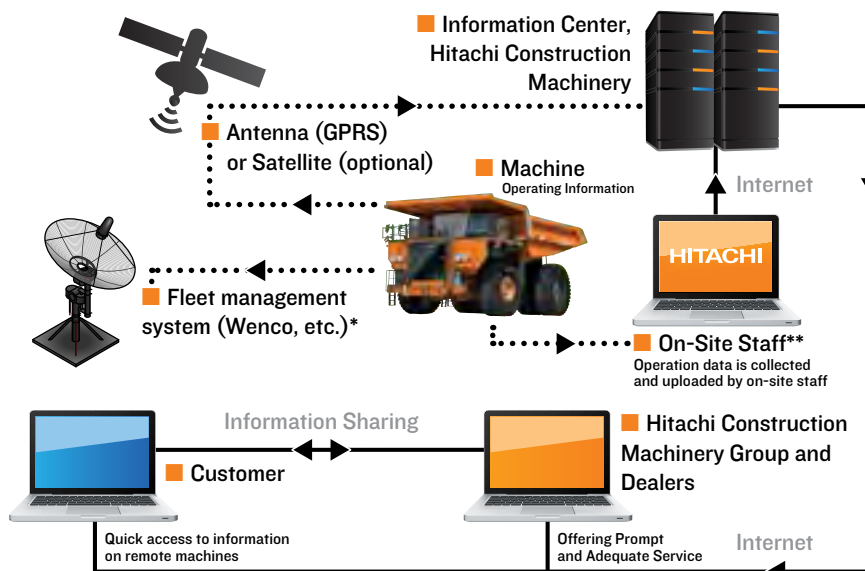 Information Center,
Hitachi Construction
Machinery
Antenna (GPRS)
or Satellite (optional)
Machine
Operating Information
Internet
HITACHI
Fleet management
system (Wenco, etc.)*
On-Site Staff**
Operation data is collected
and uploaded by on-site staff
Information Sharing
Customer
Hitachi Construction
Machinery Group and
Dealers
Quick access to information
on remote machines
Offering Prompt
and Adequate Service
Internet